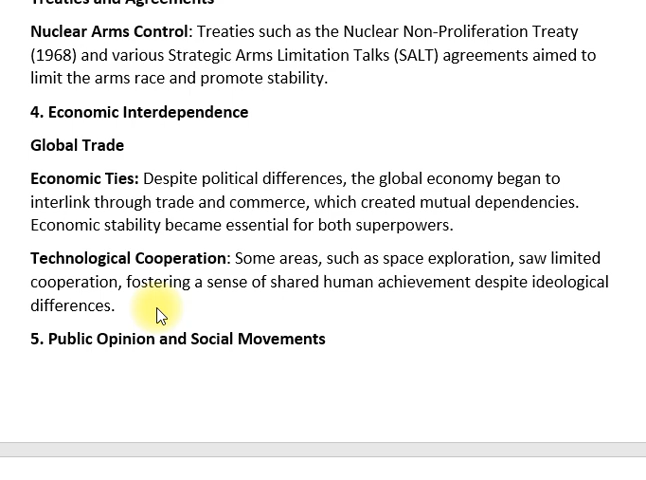 Treaties and Agreements
Nuclear Arms Control: Treaties such as the Nuclear Non-Proliferation Treaty
(1968) and various Strategic Arms Limitation Talks (SALT) agreements aimed to
limit the arms race and promote stability.
4. Economic Interdependence
Global Trade
Economic Ties: Despite political differences, the global economy began to
interlink through trade and commerce, which created mutual dependencies.
Economic stability became essential for both superpowers.
Technological Cooperation: Some areas, such as space exploration, saw limited
cooperation, fostering a sense of shared human achievement despite ideological
differences.
5. Public Opinion and Social Movements